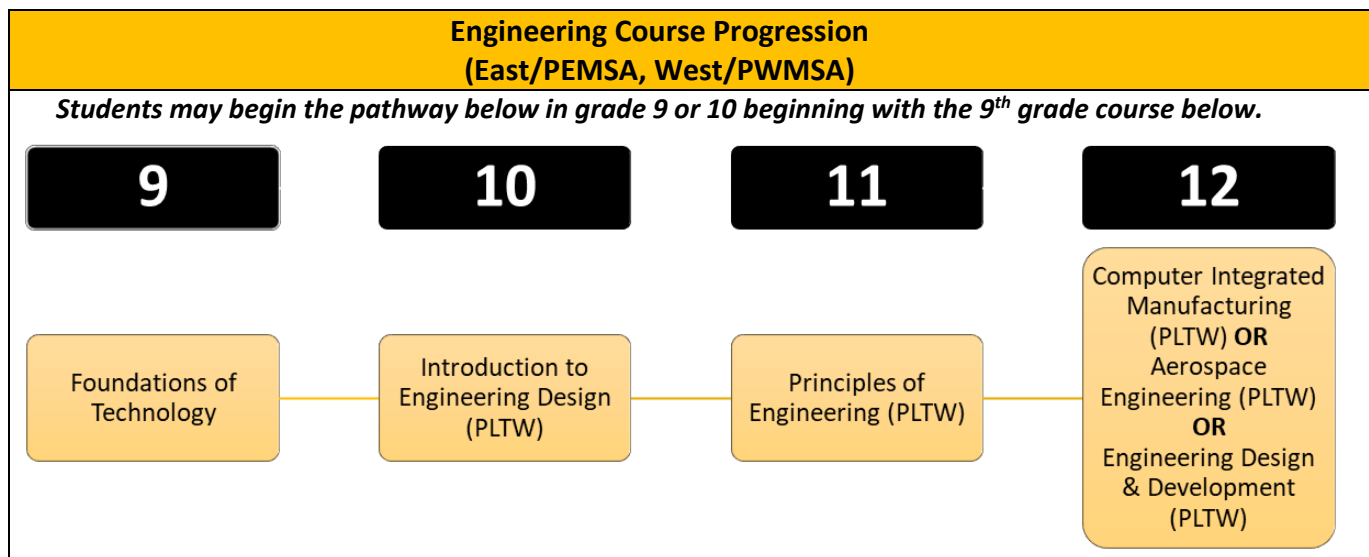 Engineering Course Progression
(East/PEMSA, West/PWMSA)
Students may begin the pathway below in grade 9 or 10 beginning with the 9th grade course below.
9
10
11
12
Foundations of
Technology
Introduction to
Engineering Design
(PLTW)
Principles of
Engineering (PLTW)
Computer Integrated
Manufacturing
(PLTW) OR
Aerospace
Engineering (PLTW)
OR
Engineering Design
& Development
(PLTW)